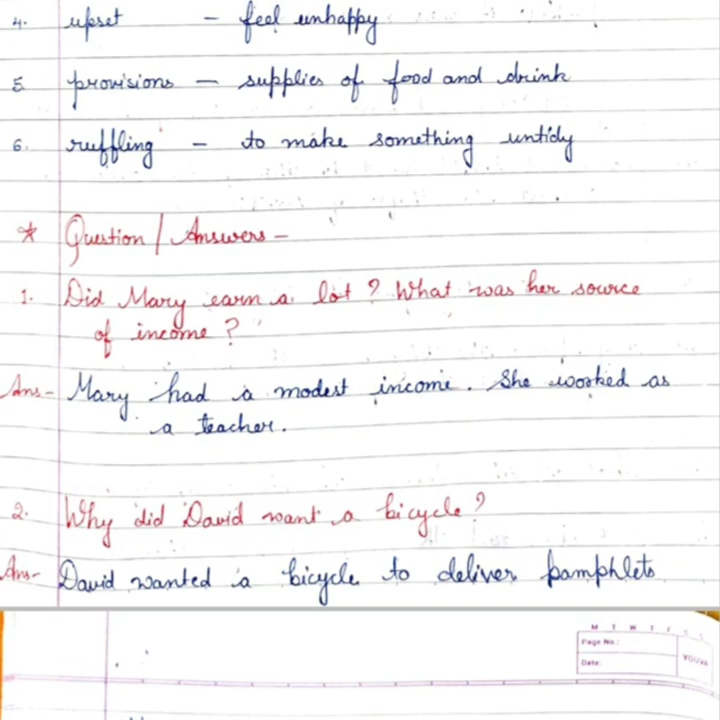 4. upset - feel unhappy
5 provisions - supplies of food and drink
6. ruffling - to make something untidy
* Question / Answers -
1. Did Mary earn a lot ? What was her source
of income ?
Ans- Mary had a modest income. She worked as
a teacher.
2. Why did David want a bicycle ?
Ans- David wanted a bicycle to deliver pamphlets
M T W T F S S
Page No.:
Date:
YOUVA